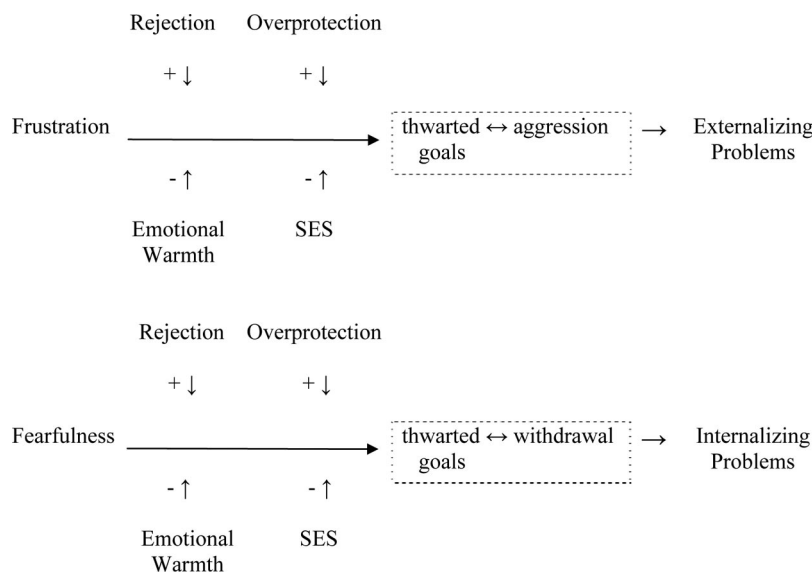 Rejection Overprotection
+ ↓ + ↓
Frustration thwarted ↔ aggression → Externalizing
goals Problems
- ↑ - ↑
Emotional SES
Warmth
Rejection Overprotection
+ ↓ + ↓
Fearfulness thwarted ↔ withdrawal → Internalizing
goals Problems
- ↑ - ↑
Emotional SES
Warmth